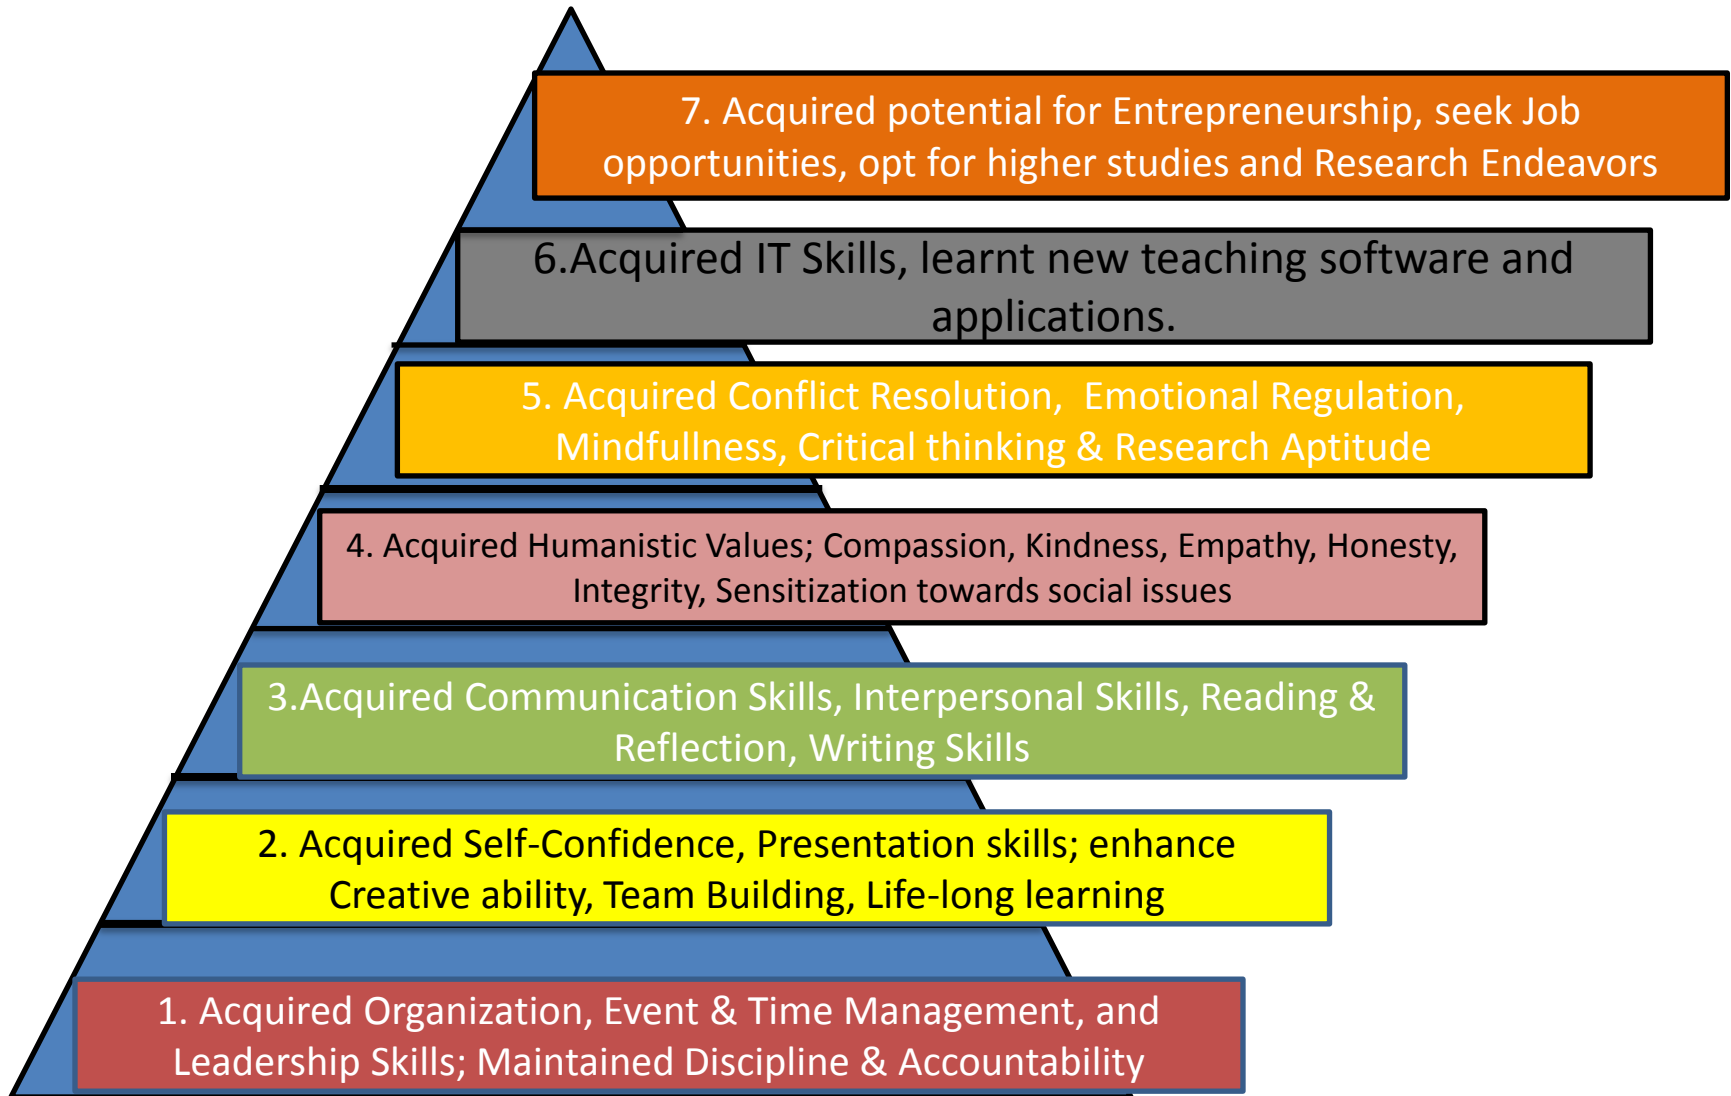 7. Acquired potential for Entrepreneurship, seek Job
opportunities, opt for higher studies and Research Endeavors
6.Acquired IT Skills, learnt new teaching software and
applications.
5. Acquired Conflict Resolution,  Emotional Regulation,
Mindfullness, Critical thinking & Research Aptitude
4. Acquired Humanistic Values; Compassion, Kindness, Empathy, Honesty,
Integrity, Sensitization towards social issues
3.Acquired Communication Skills, Interpersonal Skills, Reading &
Reflection, Writing Skills
2. Acquired Self-Confidence, Presentation skills; enhance
Creative ability, Team Building, Life-long learning
1. Acquired Organization, Event & Time Management, and
Leadership Skills; Maintained Discipline & Accountability